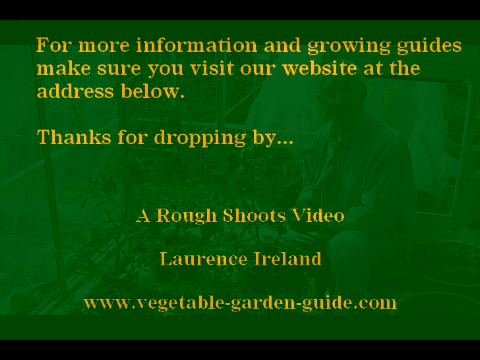 For more information and growing guides
make sure you visit our website at the
address below.
Thanks for dropping by...
A Rough Shoots Video
Laurence Ireland
www.vegetable-garden-guide.com